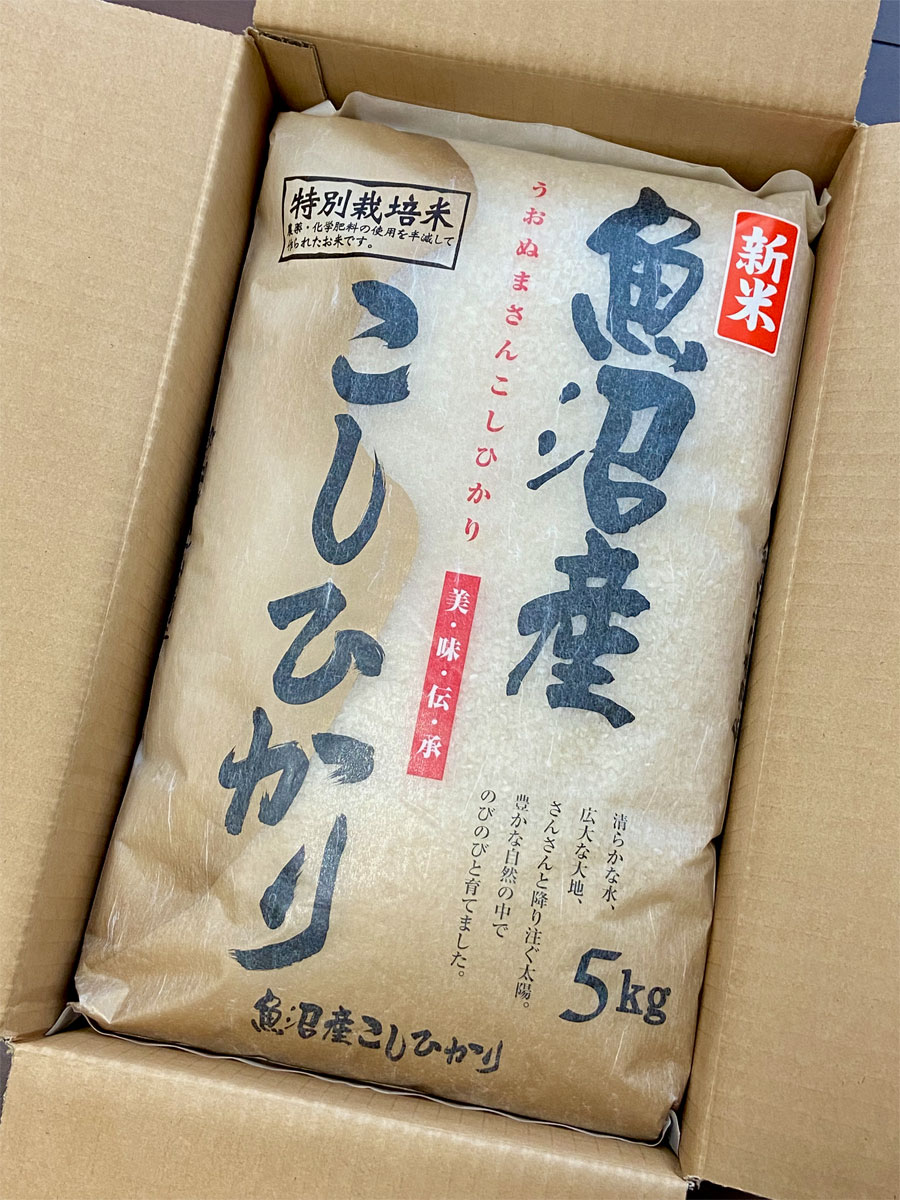 新米
魚沼産
うおぬまさんこしひかり
美・味・伝・承
こしひかり
特別栽培米
農薬・化学肥料の使用を半減して
作られたお米です。
清らかな水、
広大な大地、
さんさんと降り注ぐ太陽。
豊かな自然の中で
のびのびと育てました。
5kg
魚沼産こしひかり